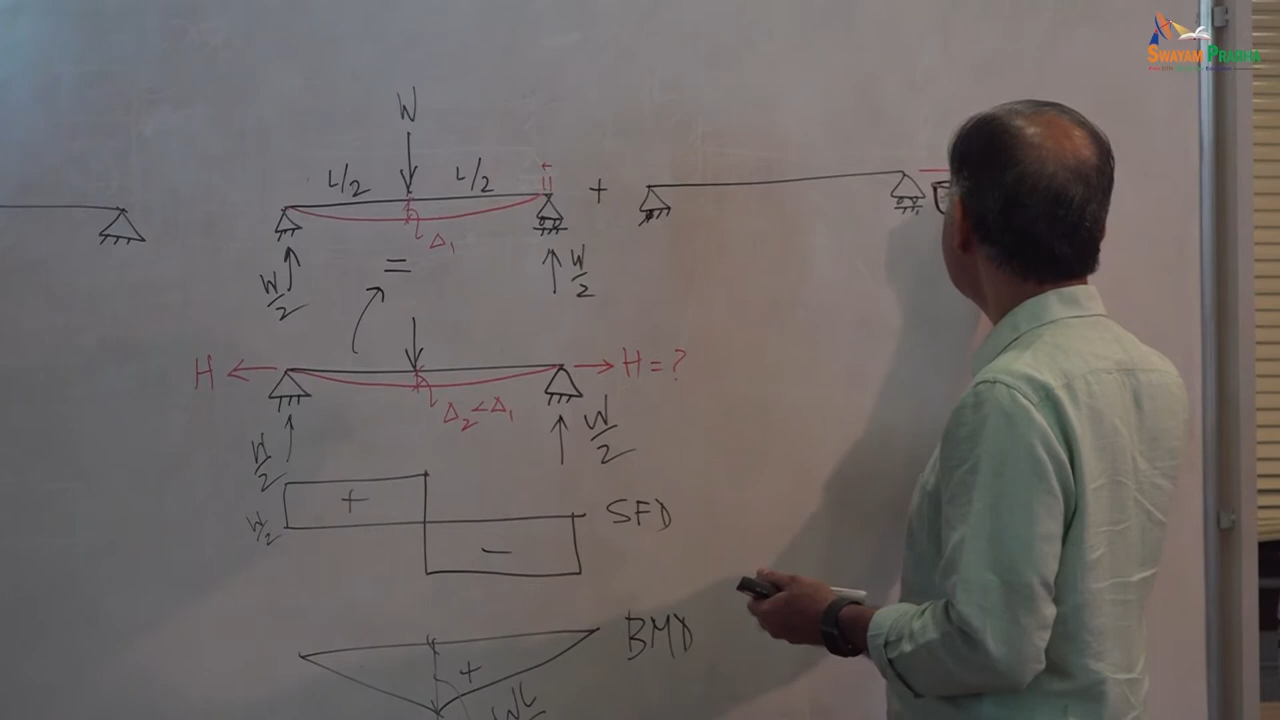 SWAYAM PRABHA
W
L/2 L/2
Δ₁
+
W/2
=
W/2
H
H = ?
Δ₂ < Δ₁
W/2
W/2
+
W/2
SFD
−
BMD
+